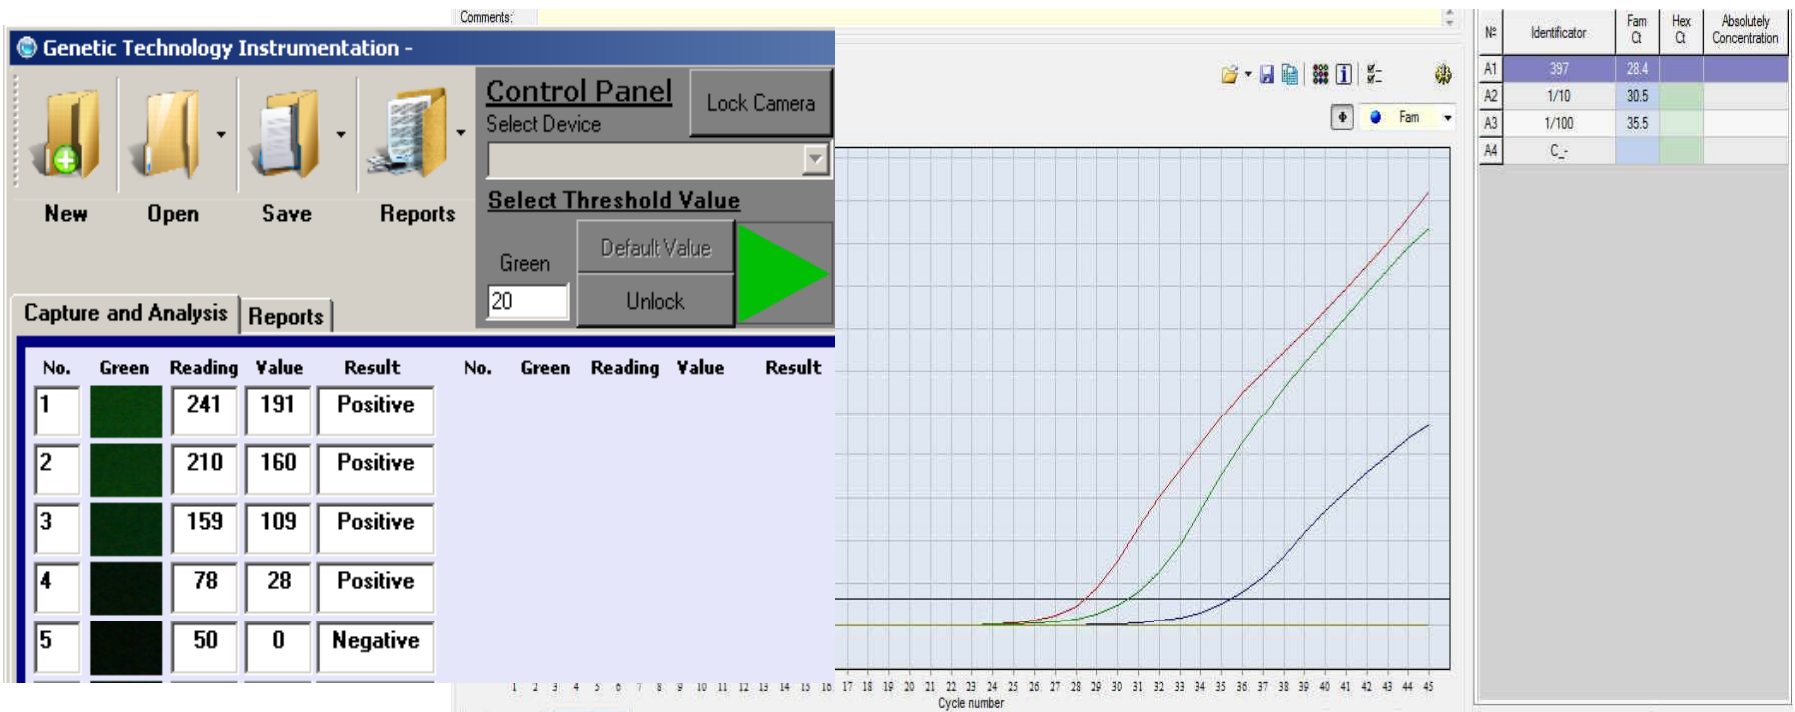 Comments:
Genetic Technology Instrumentation -
New Open Save Reports
Control Panel
Lock Camera
Select Device
Select Threshold Value
Green
Default Value
20
Unlock
Capture and Analysis Reports
No. Green Reading Value Result No. Green Reading Value Result
1 241 191 Positive
2 210 160 Positive
3 159 109 Positive
4 78 28 Positive
5 50 0 Negative
Fam
1 2 3 4 5 6 7 8 9 10 11 12 13 14 15 16 17 18 19 20 21 22 23 24 25 26 27 28 29 30 31 32 33 34 35 36 37 38 39 40 41 42 43 44 45
Cycle number
Nº Identificator Fam Ct Hex Ct Absolutely Concentration
A1 397 28.4
A2 1/10 30.5
A3 1/100 35.5
A4 C_-